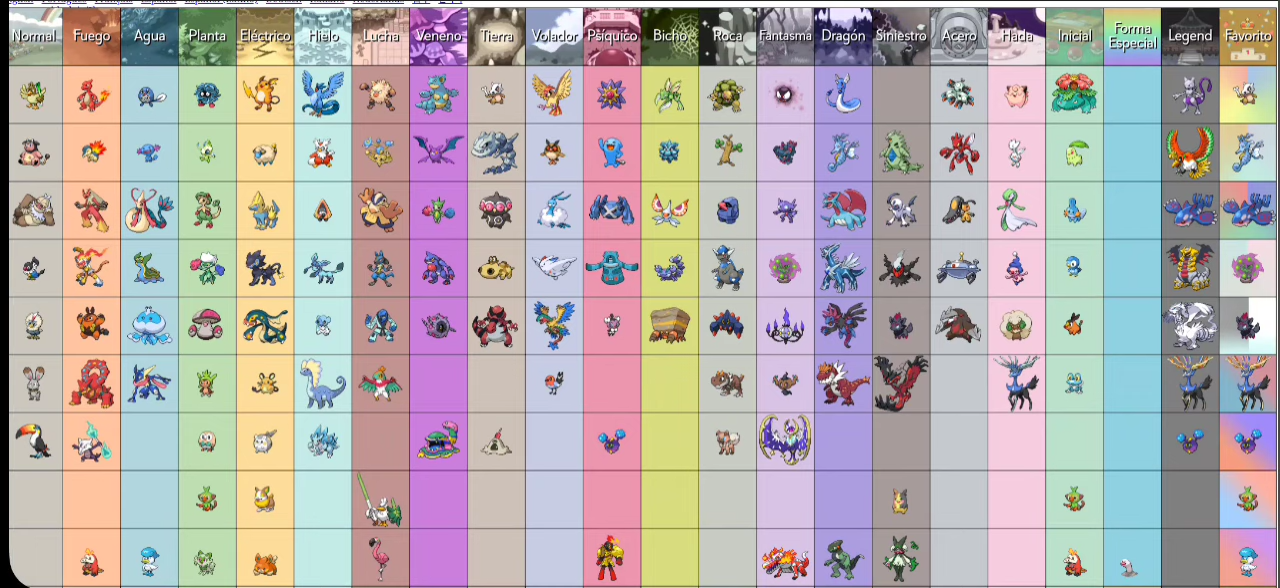 Normal Fuego Agua Planta Eléctrico Hielo Lucha Veneno Tierra Volador Psíquico Bicho Roca Fantasma Dragón Siniestro Acero Hada Inicial Forma Especial Legend Favorito